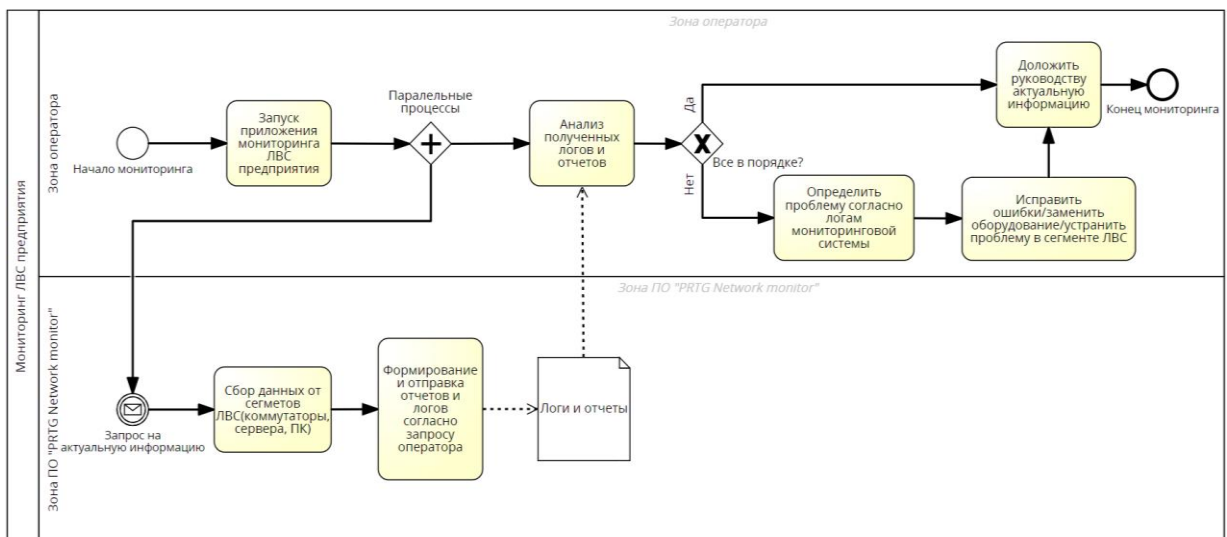 Мониторинг ЛВС предприятия
Зона оператора
Зона оператора
Начало мониторинга
Запуск
приложения
мониторинга
ЛВС
предприятия
Паралельные
процессы
Анализ
полученных
логов и
отчетов
Все в порядке?
Да
Нет
Доложить
руководству
актуальную
информацию
Конец мониторинга
Определить
проблему согласно
логам
мониторинговой
системы
Исправить
ошибки/заменить
оборудование/устранить
проблему в сегменте ЛВС
Зона ПО "PRTG Network monitor"
Зона ПО "PRTG Network monitor"
Запрос на
актуальную информацию
Сбор данных от
сегметов
ЛВС(коммутаторы,
сервера, ПК)
Формирование
и отправка
отчетов и
логов
согласно
запросу
оператора
Логи и отчеты